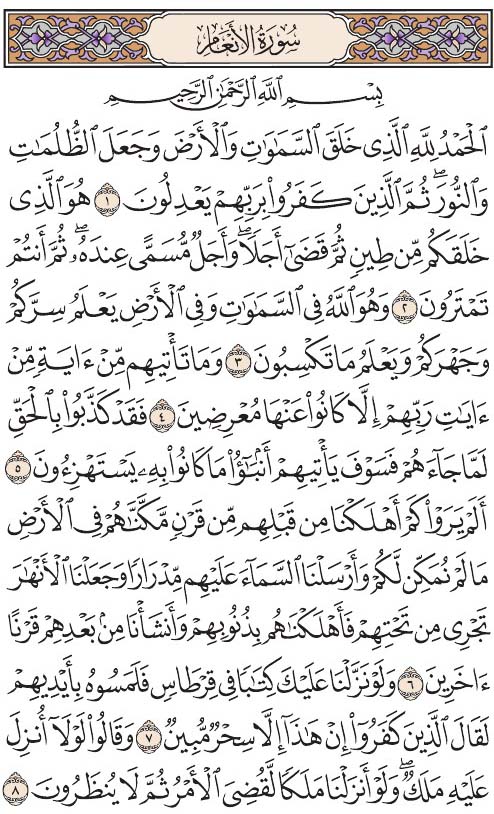 سُورَةُ الأَنْعَامِ
بِسْمِ ٱللَّهِ ٱلرَّحْمَٰنِ ٱلرَّحِيمِ
ٱلْحَمْدُ لِلَّهِ ٱلَّذِى خَلَقَ ٱلسَّمَٰوَٰتِ وَٱلْأَرْضَ وَجَعَلَ ٱلظُّلُمَٰتِ
وَٱلنُّورَۖ ثُمَّ ٱلَّذِينَ كَفَرُوا۟ بِرَبِّهِمْ يَعْدِلُونَ ١ هُوَ ٱلَّذِى
خَلَقَكُم مِّن طِينٍ ثُمَّ قَضَىٰٓ أَجَلًاۖ وَأَجَلٌ مُّسَمًّى عِندَهُۥۖ ثُمَّ أَنتُمْ
تَمْتَرُونَ ٢ وَهُوَ ٱللَّهُ فِى ٱلسَّمَٰوَٰتِ وَفِى ٱلْأَرْضِ يَعْلَمُ سِرَّكُمْ
وَجَهْرَكُمْ وَيَعْلَمُ مَا تَكْسِبُونَ ٣ وَمَا تَأْتِيهِم مِّنْ ءَايَةٍ مِّنْ
ءَايَٰتِ رَبِّهِمْ إِلَّا كَانُوا۟ عَنْهَا مُعْرِضِينَ ٤ فَقَدْ كَذَّبُوا۟ بِٱلْحَقِّ
لَمَّا جَآءَهُمْ فَسَوْفَ يَأْتِيهِمْ أَنۢبَٰٓؤُا۟ مَا كَانُوا۟ بِهِۦ يَسْتَهْزِءُونَ ٥
أَلَمْ يَرَوْا۟ كَمْ أَهْلَكْنَا مِن قَبْلِهِم مِّن قَرْنٍ مَّكَّنَّٰهُمْ فِى ٱلْأَرْضِ
مَا لَمْ نُمَكِّن لَّكُمْ وَأَرْسَلْنَا ٱلسَّمَآءَ عَلَيْهِم مِّدْرَارًا وَجَعَلْنَا ٱلْأَنْهَٰرَ
تَجْرِى مِن تَحْتِهِمْ فَأَهْلَكْنَٰهُم بِذُنُوبِهِمْ وَأَنشَأْنَا مِنۢ بَعْدِهِمْ قَرْنًا
ءَاخَرِينَ ٦ وَلَوْ نَزَّلْنَا عَلَيْكَ كِتَٰبًا فِى قِرْطَاسٍ فَلَمَسُوهُ بِأَيْدِيهِمْ
لَقَالَ ٱلَّذِينَ كَفَرُوٓا۟ إِنْ هَٰذَآ إِلَّا سِحْرٌ مُّبِينٌ ٧ وَقَالُوا۟ لَوْلَآ أُنزِلَ
عَلَيْهِ مَلَكٌۖ وَلَوْ أَنزَلْنَا مَلَكًا لَّقُضِىَ ٱلْأَمْرُ ثُمَّ لَا يُنظَرُونَ ٨